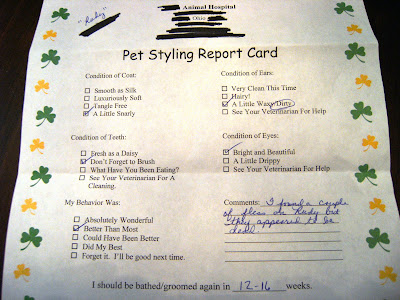 "Rudy"
Animal Hospital
Ohio
Pet Styling Report Card
Condition of Coat:
Smooth as Silk
Luxuriously Soft
Tangle Free
A Little Snarly
Condition of Ears:
Very Clean This Time
Hairy!
A Little Waxy/Dirty
See Your Veterinarian For Help
Condition of Teeth:
Fresh as a Daisy
Don't Forget to Brush
What Have You Been Eating?
See Your Veterinarian For A
Cleaning.
Condition of Eyes:
Bright and Beautiful
A Little Drippy
See Your Veterinarian For Help
My Behavior Was:
Absolutely Wonderful
Better Than Most
Could Have Been Better
Did My Best
Forget it. I'll be good next time.
Comments: I found a couple
of fleas on Rudy but
they appeared to be
dead.
I should be bathed/groomed again in 12-16 weeks.